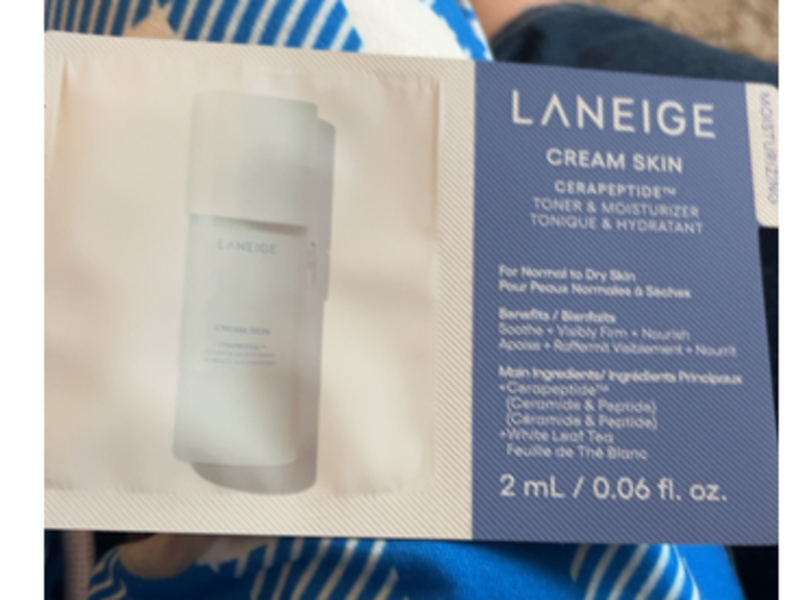 LANEIGE
CREAM SKIN
CERAPEPTIDE™
TONER & MOISTURIZER
TONIQUE & HYDRATANT
For Normal to Dry Skin
Pour Peaux Normales à Sèches
Benefits / Bienfaits
Soothe + Visibly Firm + Nourish
Apaise + Raffermit Visiblement + Nourrit
Main Ingredients/ Ingrédients Principaux
+Cerapeptide™
(Ceramide & Peptide)
(Céramide & Peptide)
+White Leaf Tea
Feuille de Thé Blanc
2 mL / 0.06 fl. oz.
MOISTURIZING
LANEIGE
CREAM SKIN